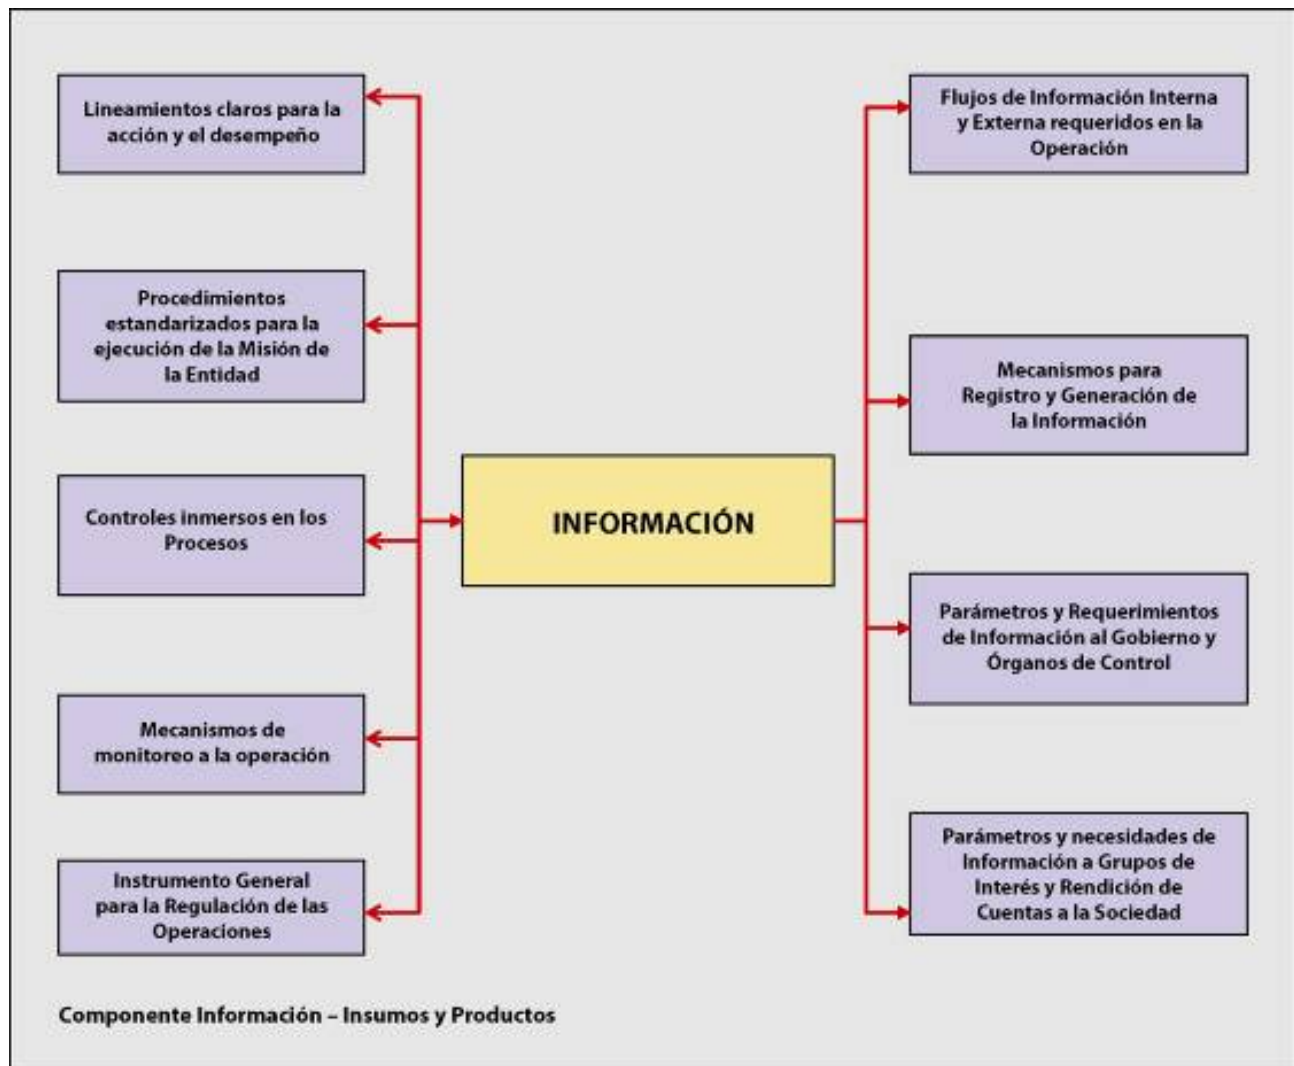 Lineamientos claros para la
acción y el desempeño
Procedimientos
estandarizados para la
ejecución de la Misión de
la Entidad
Controles inmersos en los
Procesos
Mecanismos de
monitoreo a la operación
Instrumento General
para la Regulación de las
Operaciones
INFORMACIÓN
Flujos de Información Interna
y Externa requeridos en la
Operación
Mecanismos para
Registro y Generación de
la Información
Parámetros y Requerimientos
de Información al Gobierno y
Órganos de Control
Parámetros y necesidades de
Información a Grupos de
Interés y Rendición de
Cuentas a la Sociedad
Componente Información – Insumos y Productos